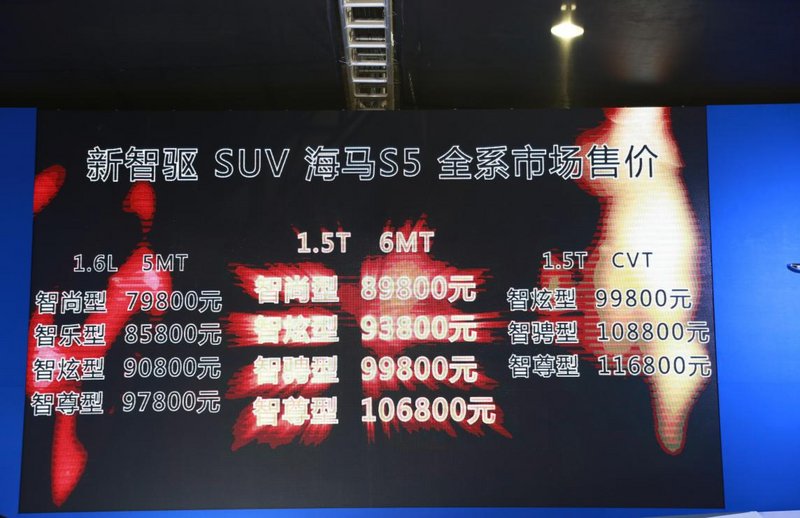 新智驱 SUV 海马S5 全系市场售价
1.6L 5MT
智尚型 79800元
智乐型 85800元
智炫型 90800元
智尊型 97800元
1.5T 6MT
智尚型 89800元
智炫型 93800元
智骋型 99800元
智尊型 106800元
1.5T CVT
智炫型 99800元
智骋型 108800元
智尊型 116800元